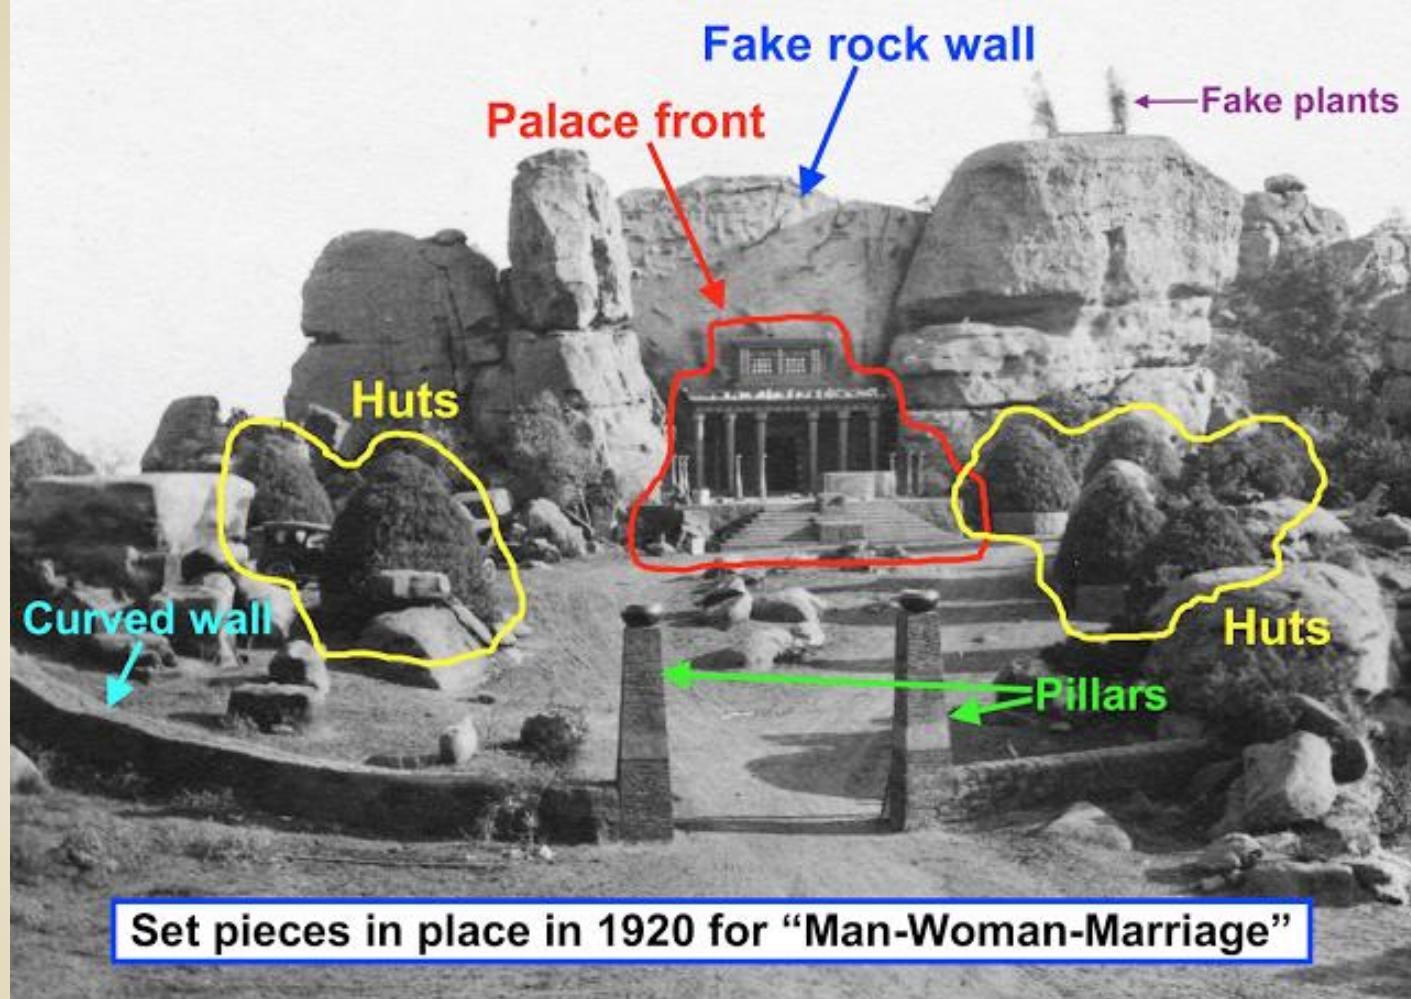 Fake rock wall
Fake plants
Palace front
Huts
Curved wall
Huts
Pillars
Set pieces in place in 1920 for “Man-Woman-Marriage”